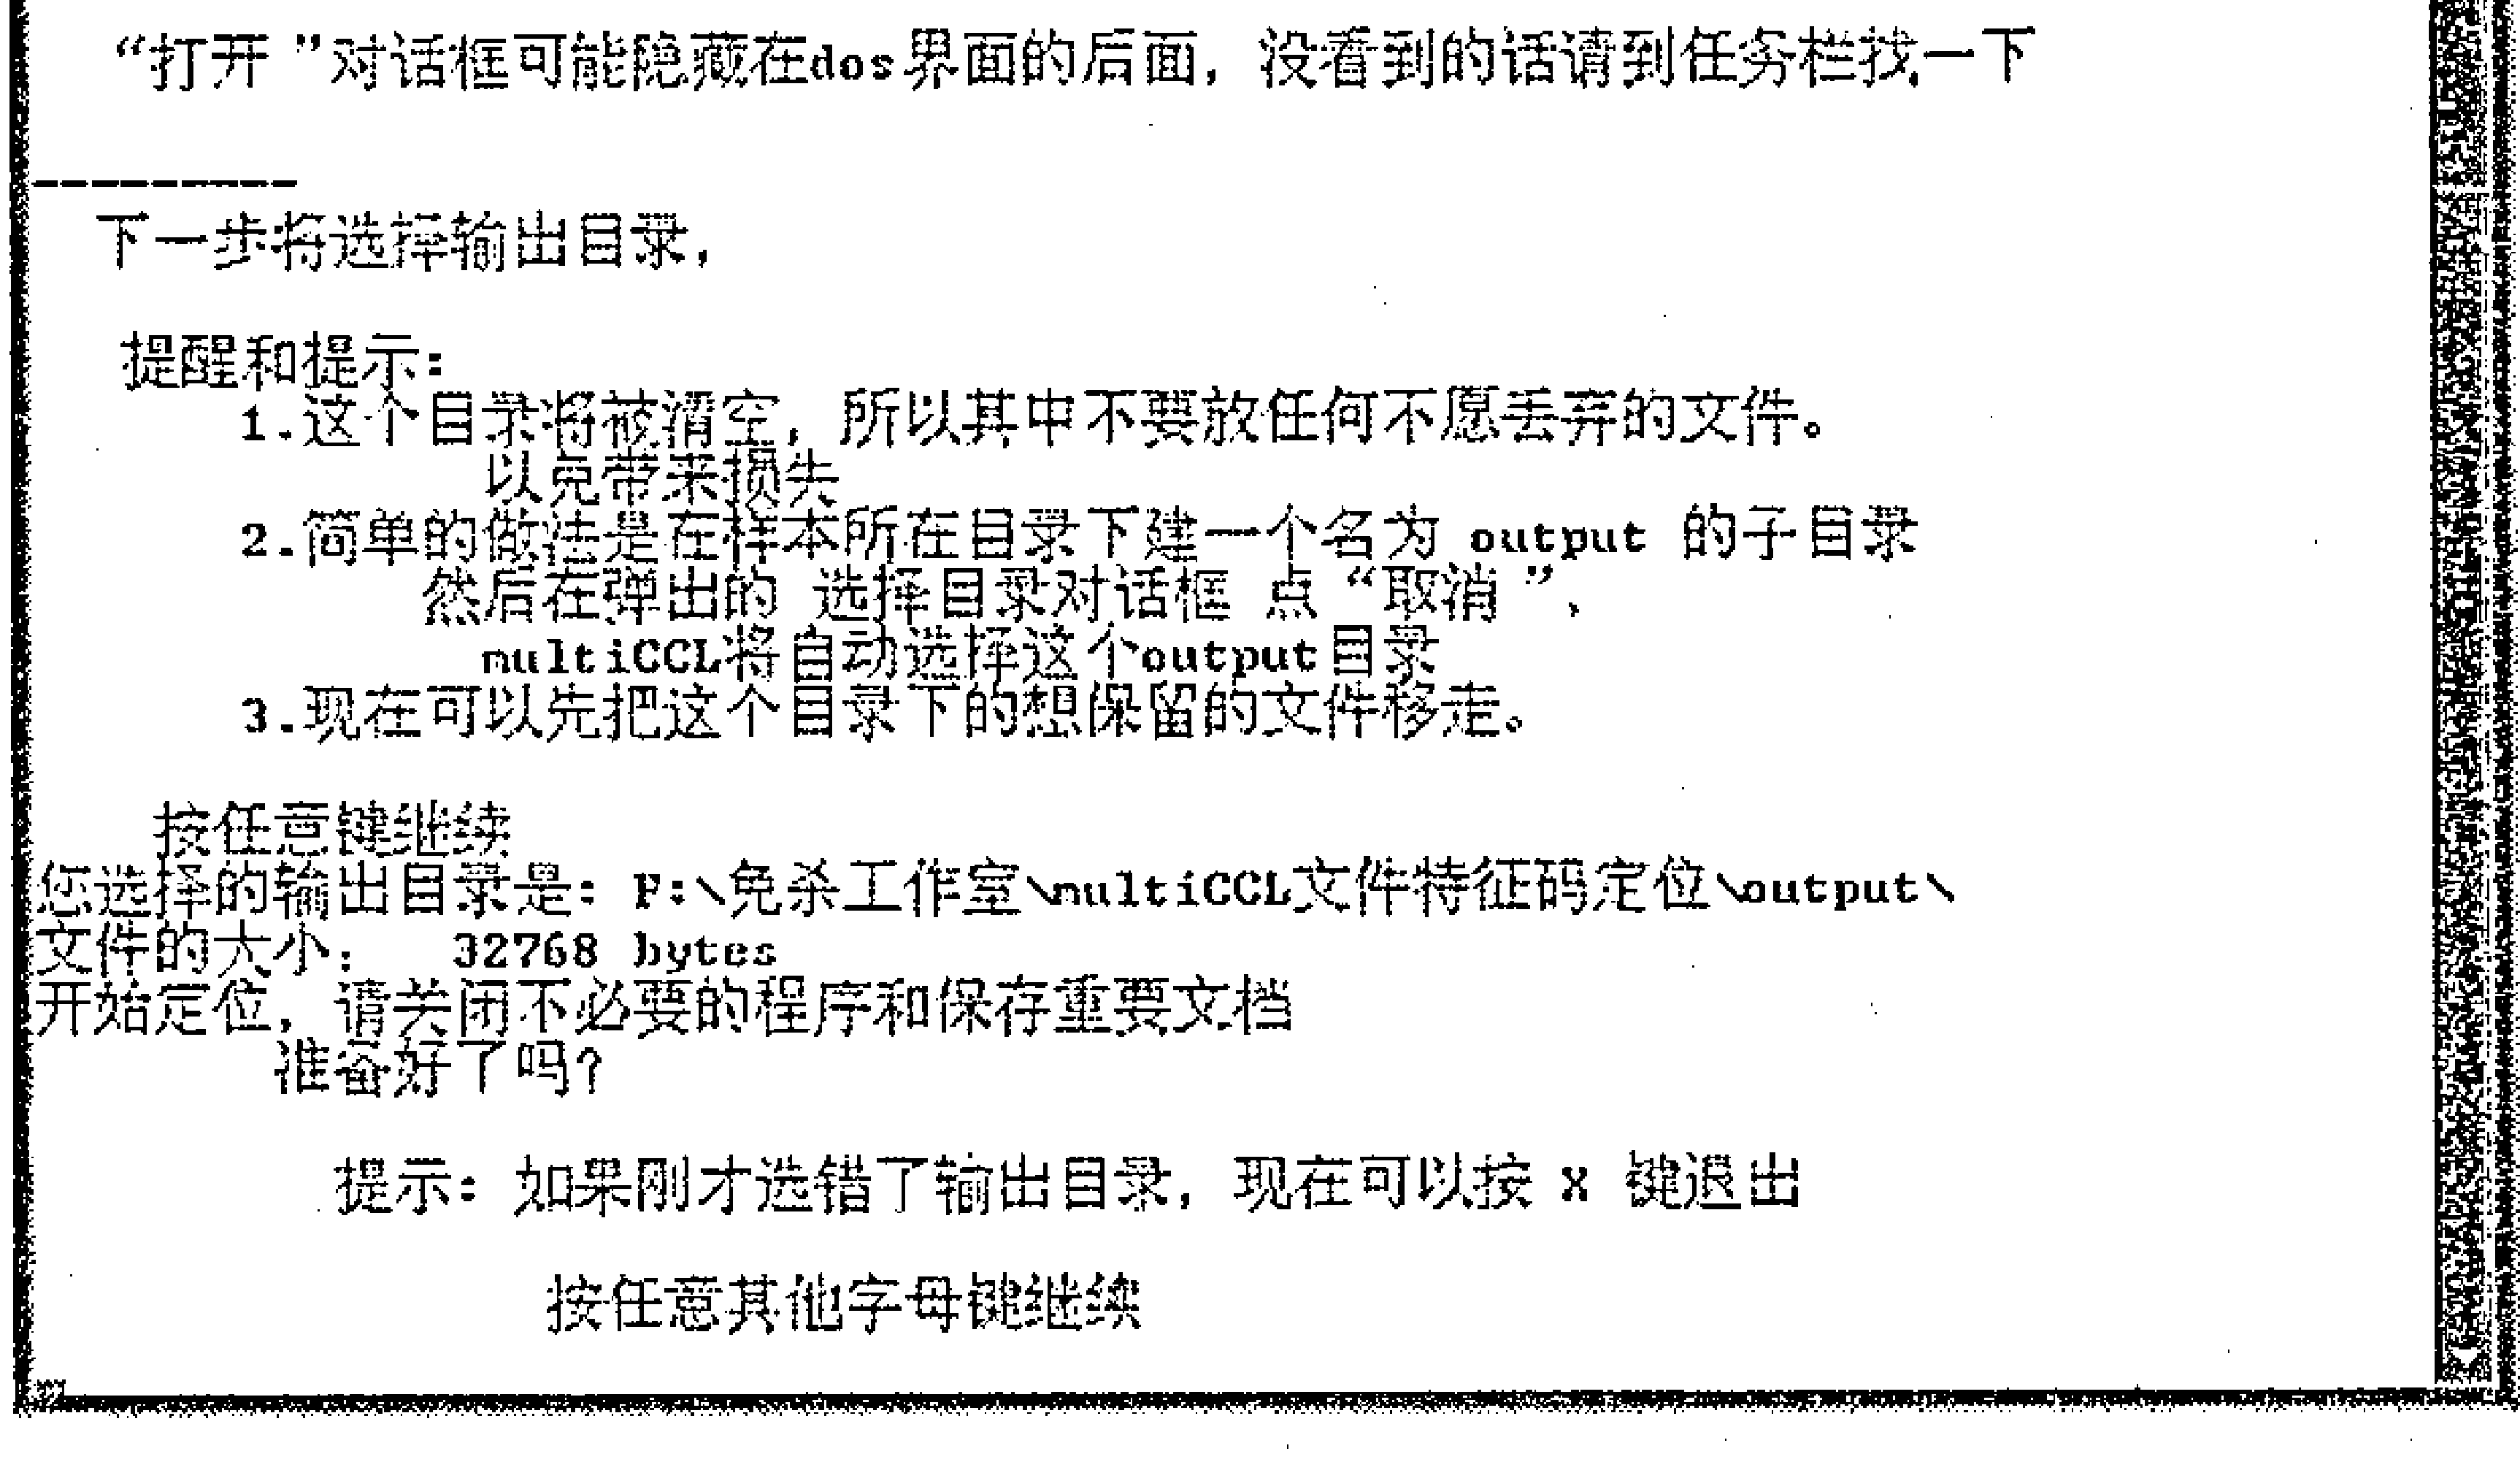 “打开 ”对话框可能隐藏在dos界面的后面，没看到的话请到任务栏找一下
---------
下一步将选择输出目录，
提醒和提示：
1.这个目录将被清空，所以其中不要放任何不愿丢弃的文件。
以免带来损失
2.简单的做法是在样本所在目录下建一个名为 output 的子目录
然后在弹出的 选择目录对话框 点“取消 ”、
multiCCL将自动选择这个output目录
3.现在可以先把这个目录下的想保留的文件移走。
按任意键继续
您选择的输出目录是：F:\免杀工作室\multiCCL文件特征码定位\output\
文件的大小： 32768 bytes
开始定位，请关闭不必要的程序和保存重要文档
准备好了吗?
提示：如果刚才选错了输出目录，现在可以按 X 键退出
按任意其他字母键继续